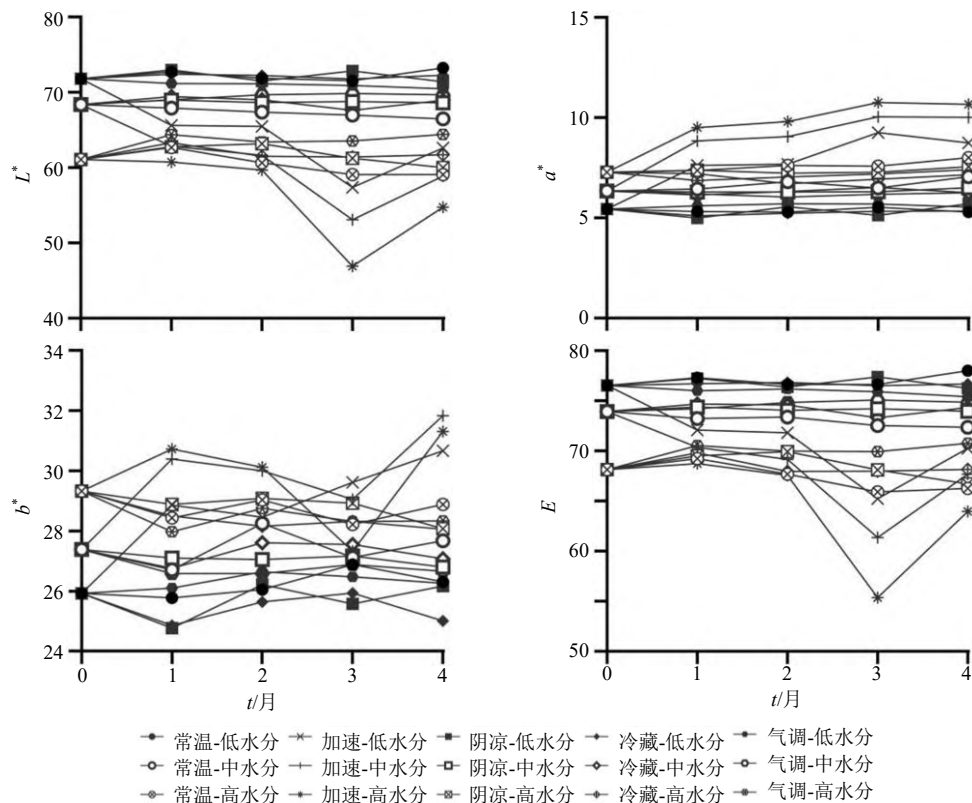 80
70
60
50
40
L*
15
10
5
0
a*
34
32
30
28
26
24
b*
0 1 2 3 4
t/月
80
70
60
50
E
0 1 2 3 4
t/月
常温-低水分 加速-低水分 阴凉-低水分 冷藏-低水分 气调-低水分
常温-中水分 加速-中水分 阴凉-中水分 冷藏-中水分 气调-中水分
常温-高水分 加速-高水分 阴凉-高水分 冷藏-高水分 气调-高水分